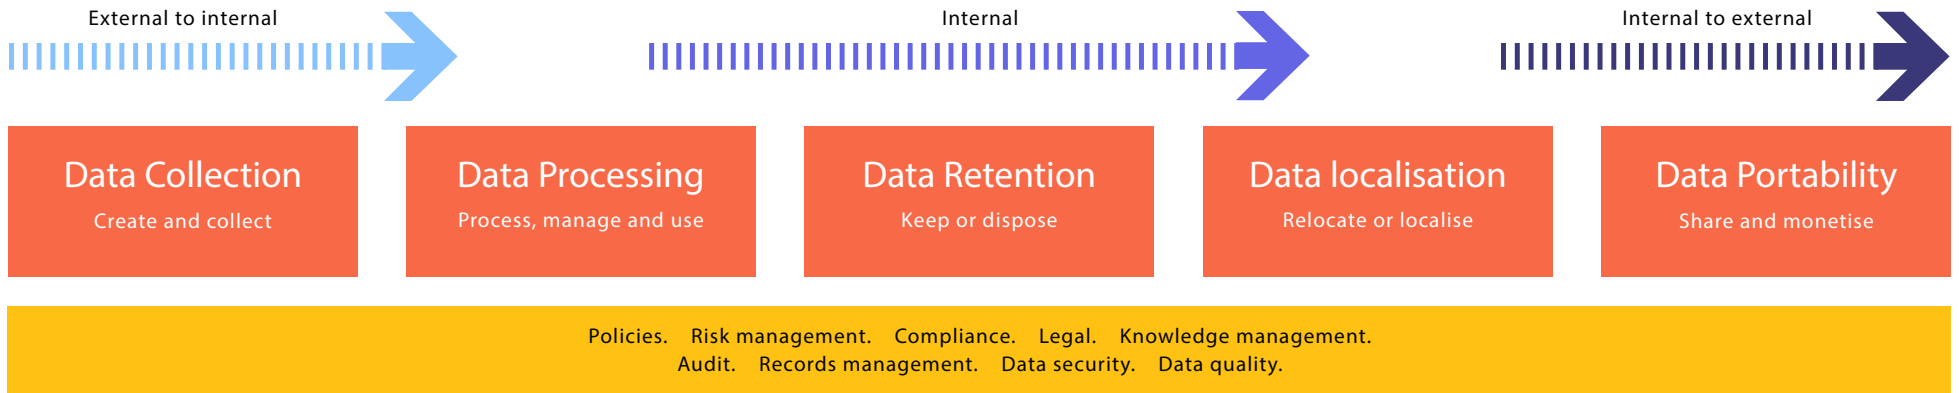 External to internal
Internal
Internal to external
Data Collection
Create and collect
Data Processing
Process, manage and use
Data Retention
Keep or dispose
Data localisation
Relocate or localise
Data Portability
Share and monetise
Policies. Risk management. Compliance. Legal. Knowledge management.
Audit. Records management. Data security. Data quality.